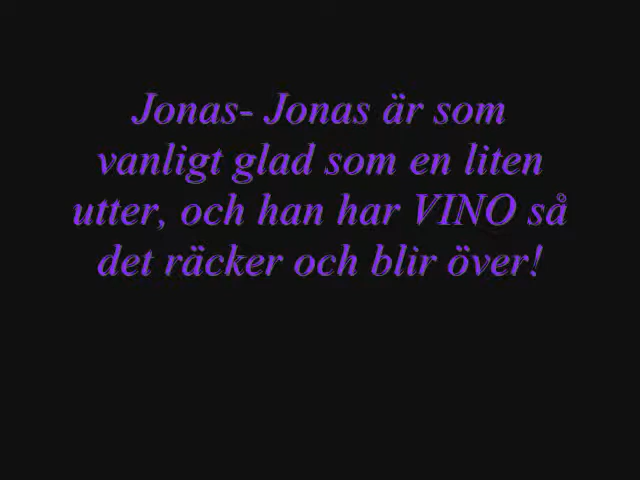 Jonas- Jonas är som
vanligt glad som en liten
utter, och han har VINO så
det räcker och blir över!